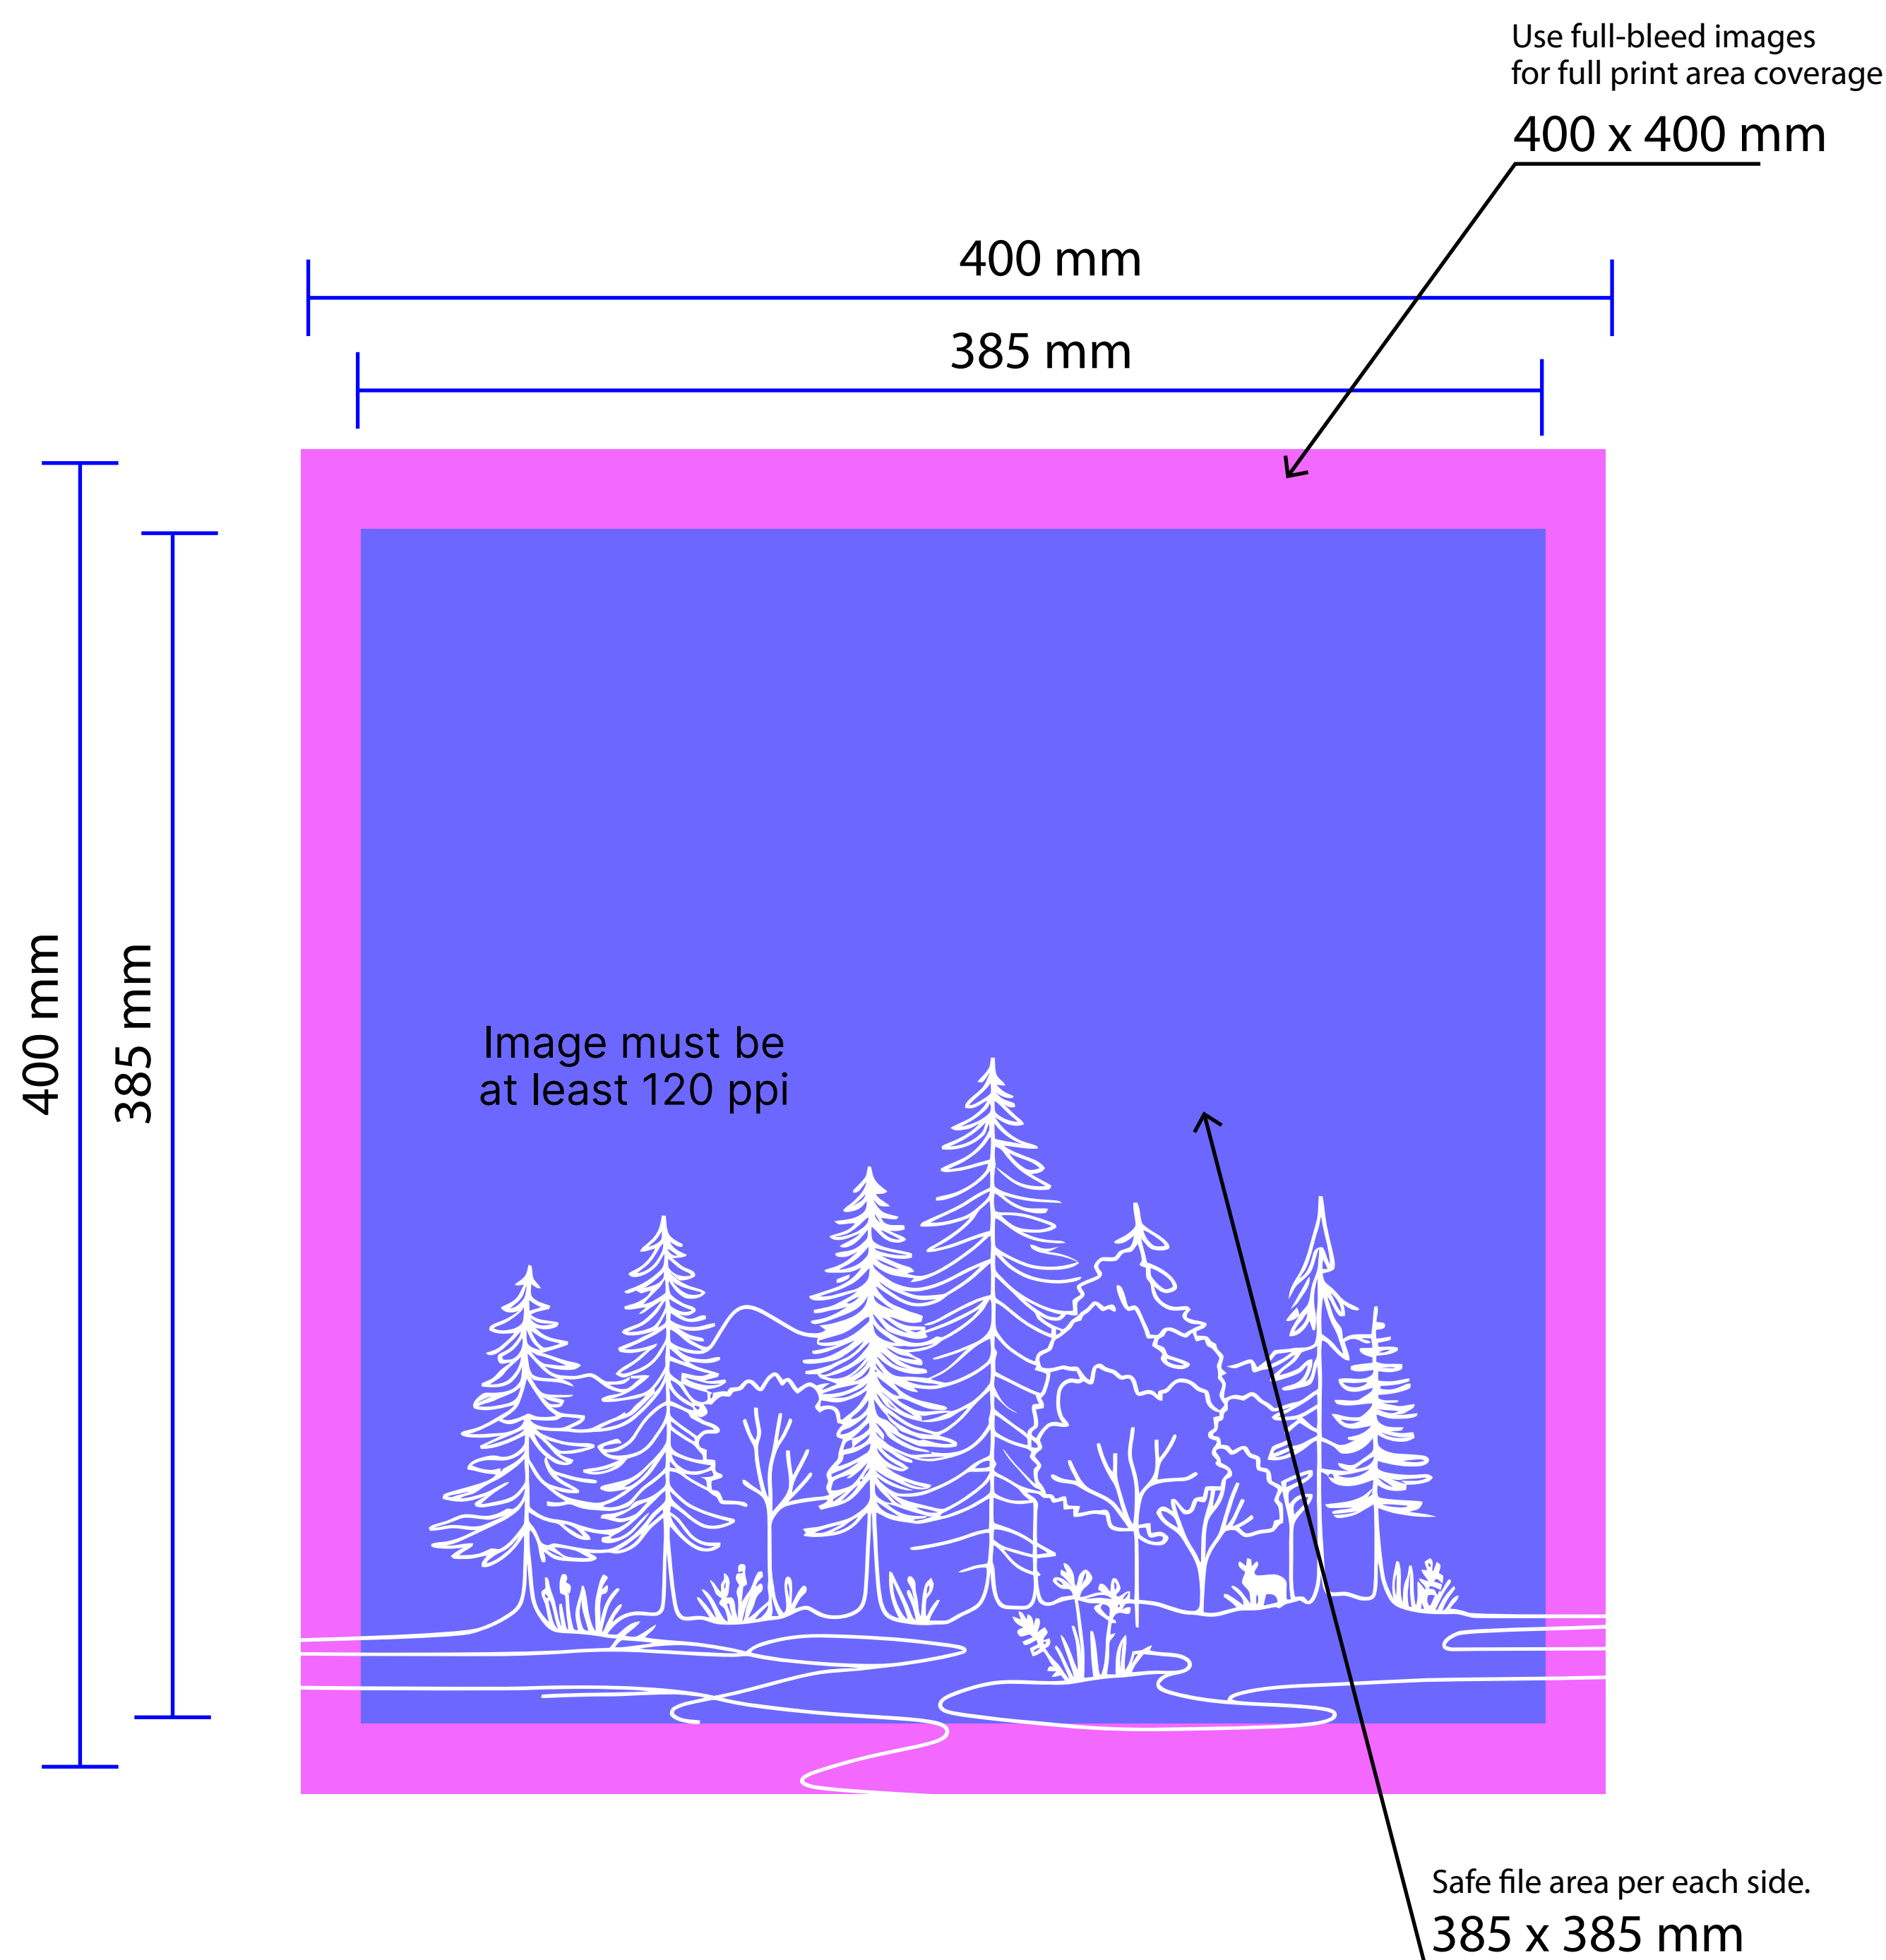 Use full-bleed images
for full print area coverage
400 x 400 mm
400 mm
385 mm
400 mm
385 mm
Image must be
at least 120 ppi
Safe file area per each side.
385 x 385 mm